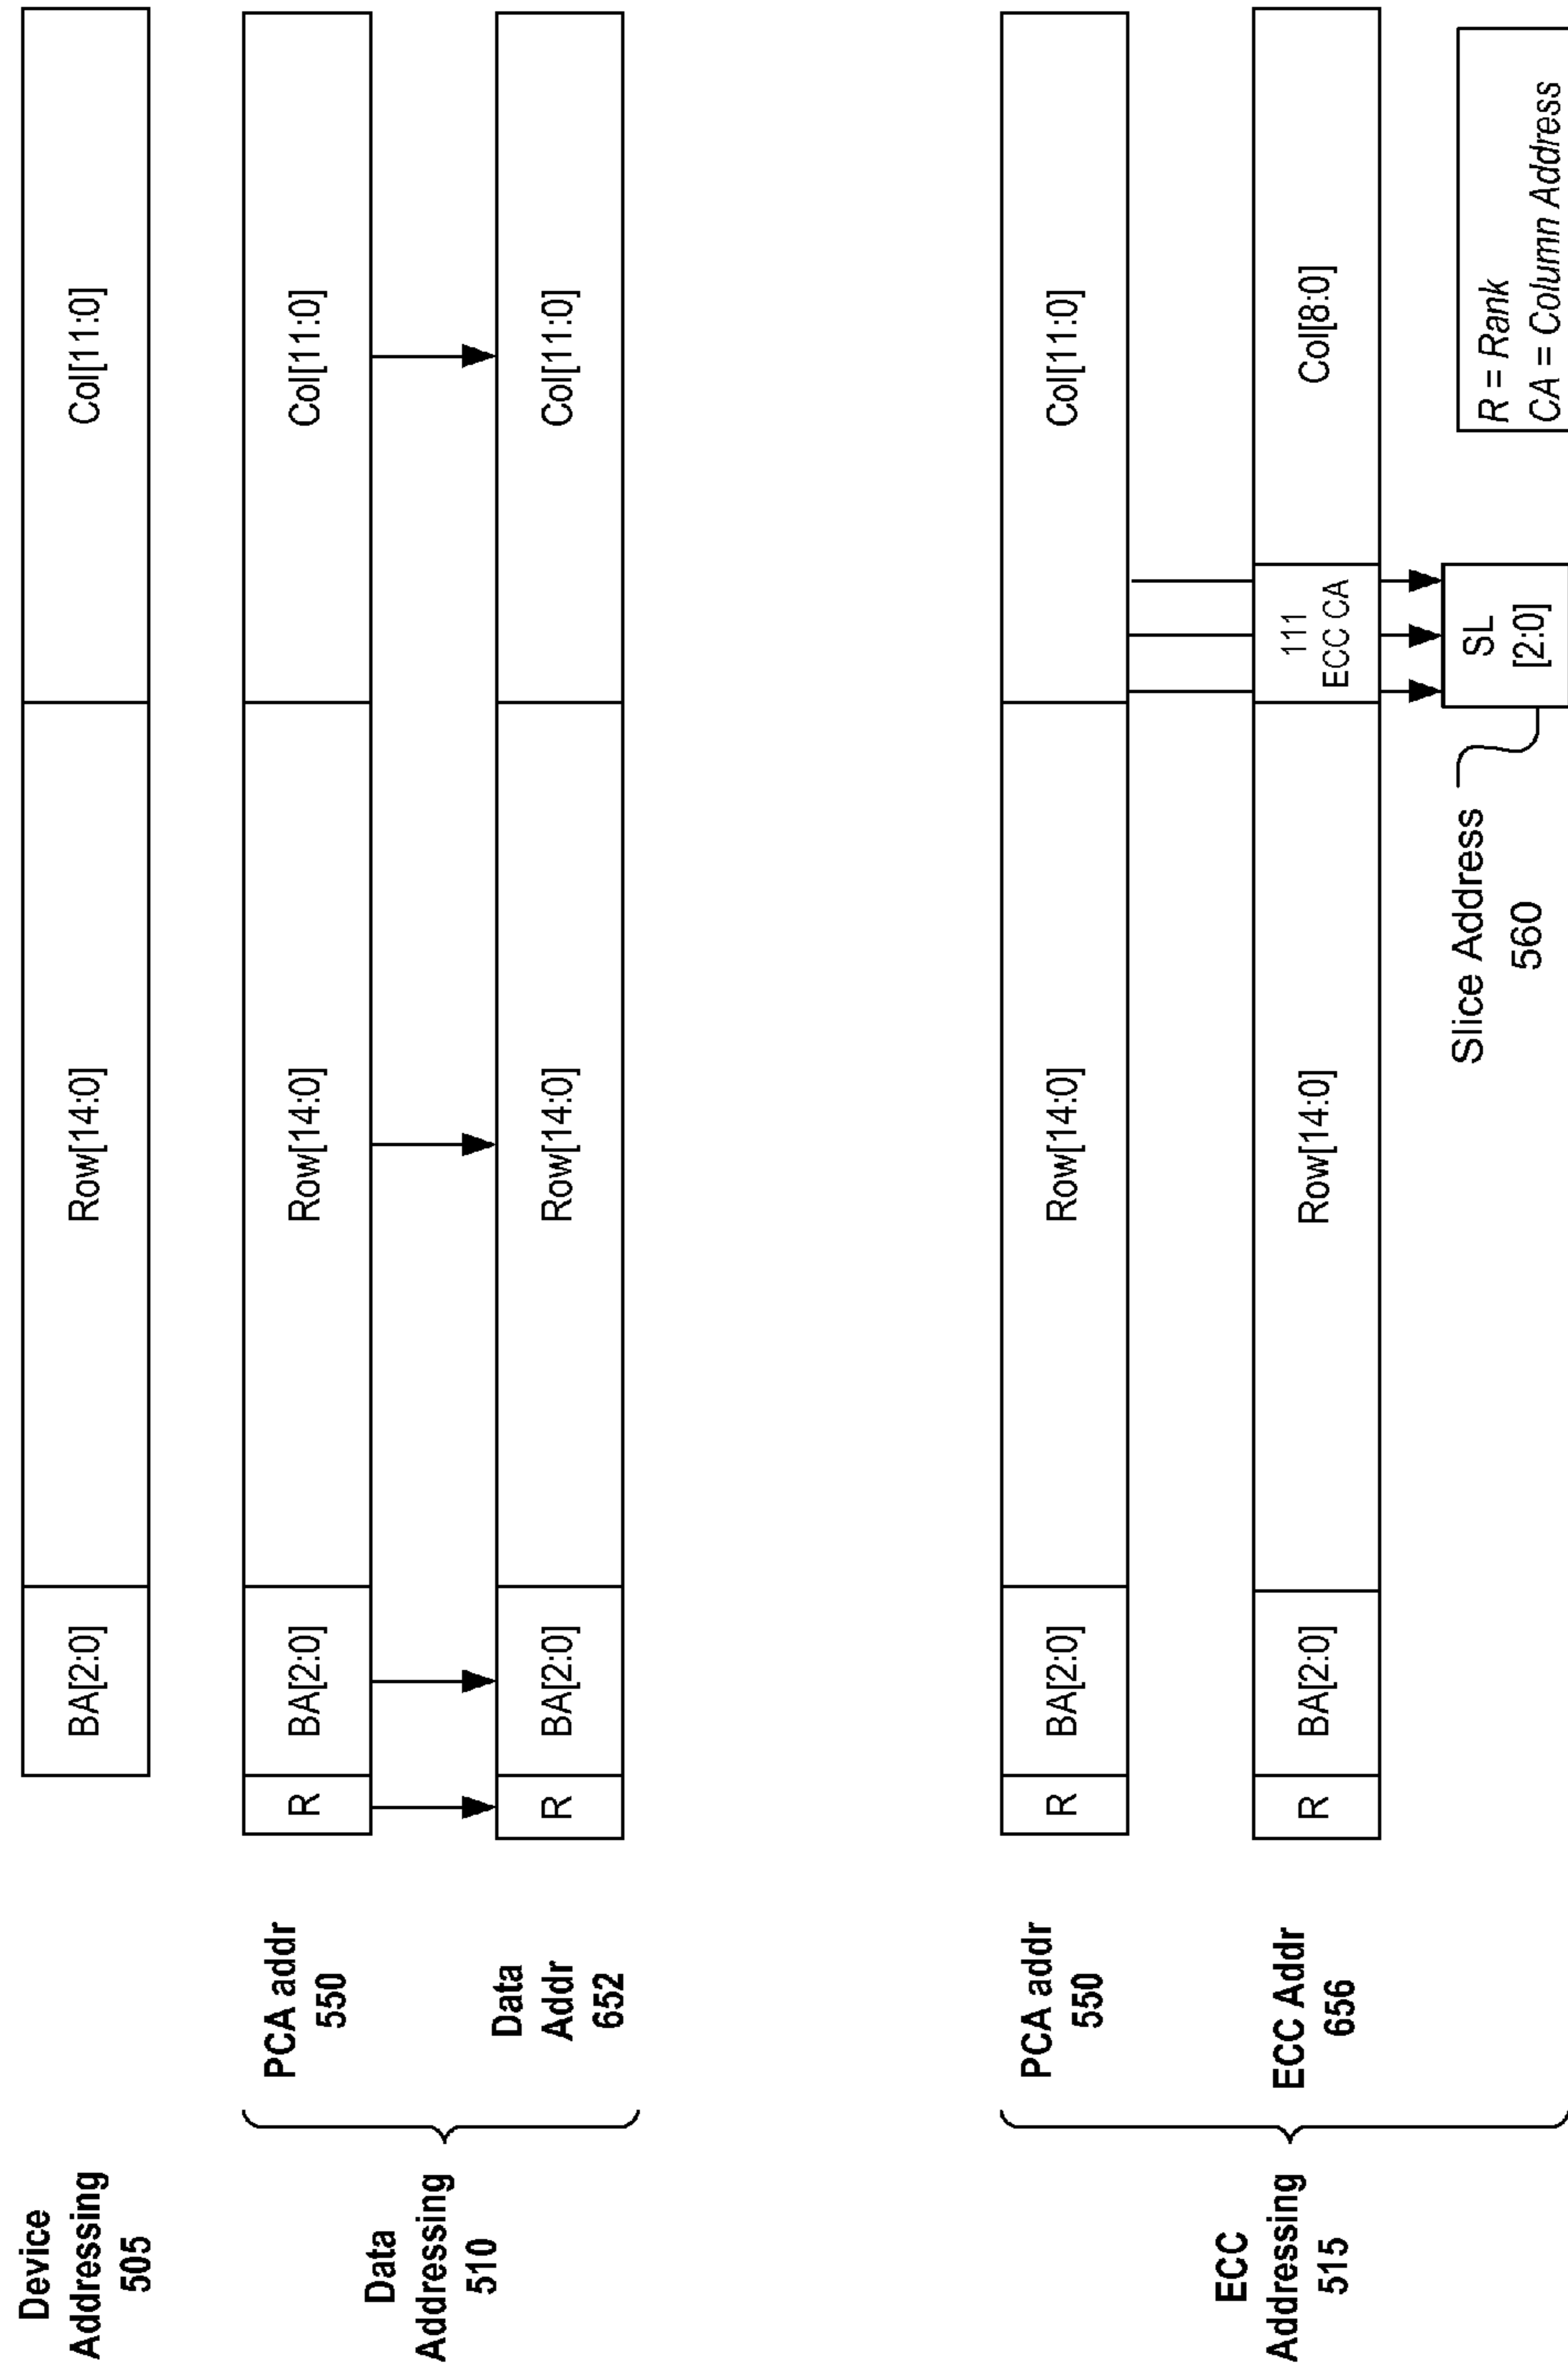 Device
Addressing
505
BA[2:0]
Row[14:0]
Col[11:0]
Data
Addressing
510
PCA addr
550
R
BA[2:0]
Row[14:0]
Col[11:0]
Data
Addr
652
R
BA[2:0]
Row[14:0]
Col[11:0]
ECC
Addressing
515
PCA addr
550
R
BA[2:0]
Row[14:0]
Col[11:0]
ECC Addr
656
R
BA[2:0]
Row[14:0]
111
ECC CA
Col[8:0]
Slice Address
560
SL
[2:0]
R = Rank
CA = Column Address